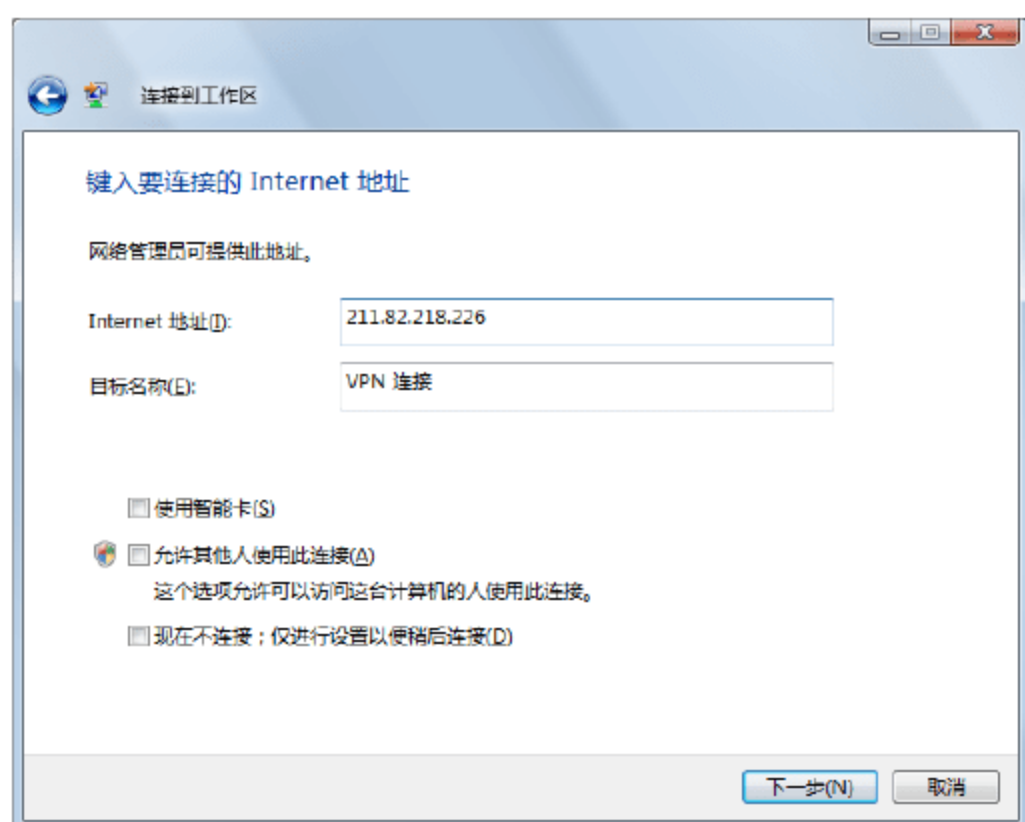 连接到工作区
键入要连接的 Internet 地址
网络管理员可提供此地址。
Internet 地址(I): 211.82.218.226
目标名称(E): VPN 连接
使用智能卡(S)
允许其他人使用此连接(A)
这个选项允许可以访问这台计算机的人使用此连接。
现在不连接；仅进行设置以便稍后连接(D)
下一步(N) 取消